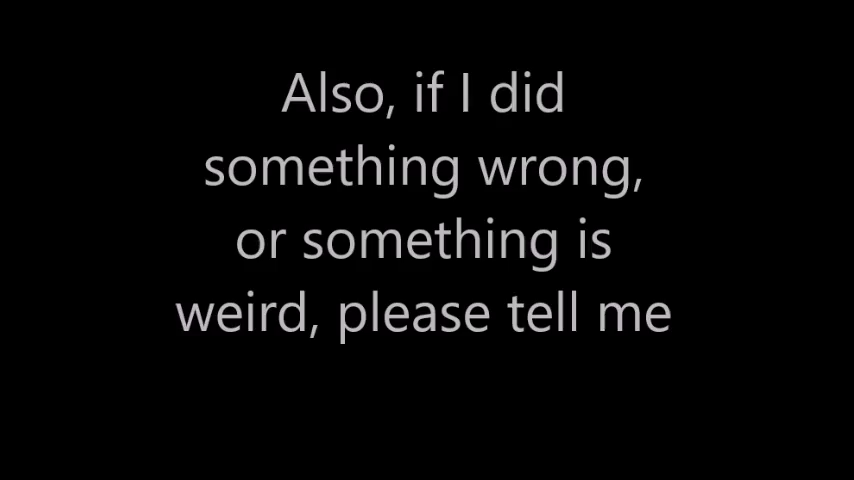 Also, if I did
something wrong,
or something is
weird, please tell me